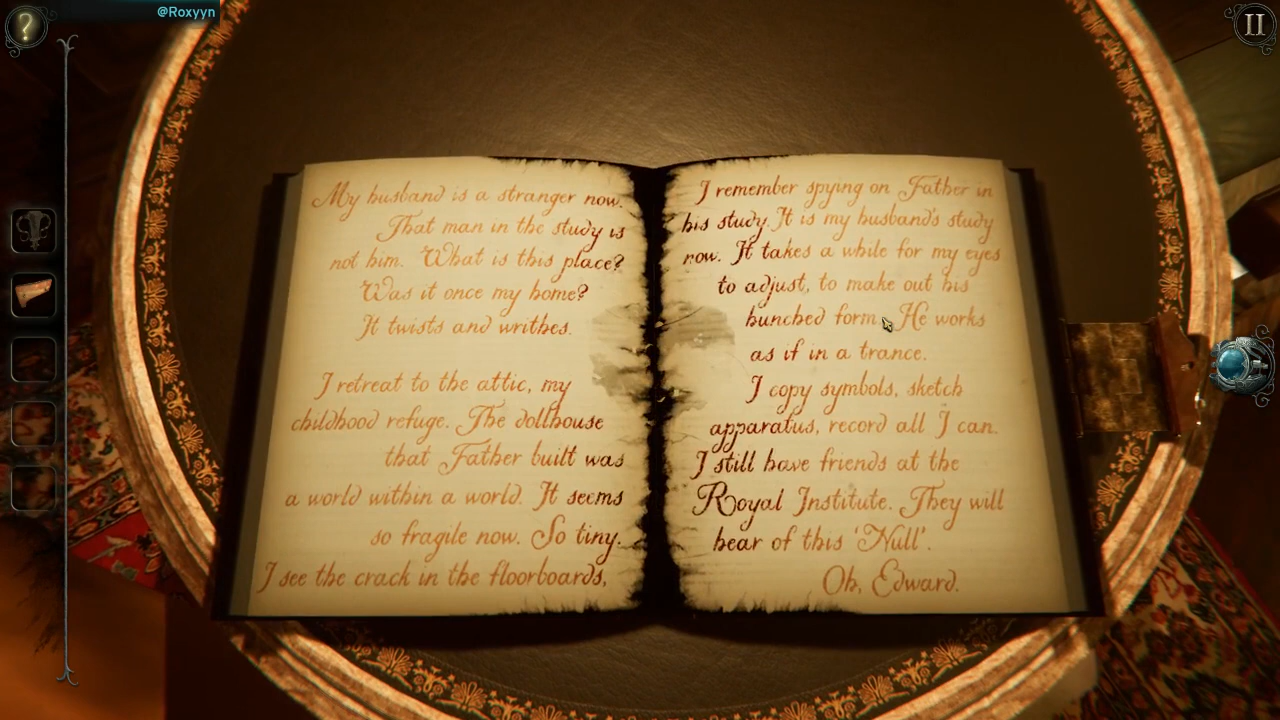 @Roxyyn
My husband is a stranger now.
That man in the study is
not him. What is this place?
Was it once my home?
It twists and writhes.
I retreat to the attic, my
childhood refuge. The dollhouse
that Father built was
a world within a world. It seems
so fragile now. So tiny.
I see the crack in the floorboards,
I remember spying on Father in
his study. It is my husband's study
now. It takes a while for my eyes
to adjust, to make out his
hunched form. He works
as if in a trance.
I copy symbols, sketch
apparatus, record all I can.
I still have friends at the
Royal Institute. They will
hear of this 'Null'.
Oh, Edward.